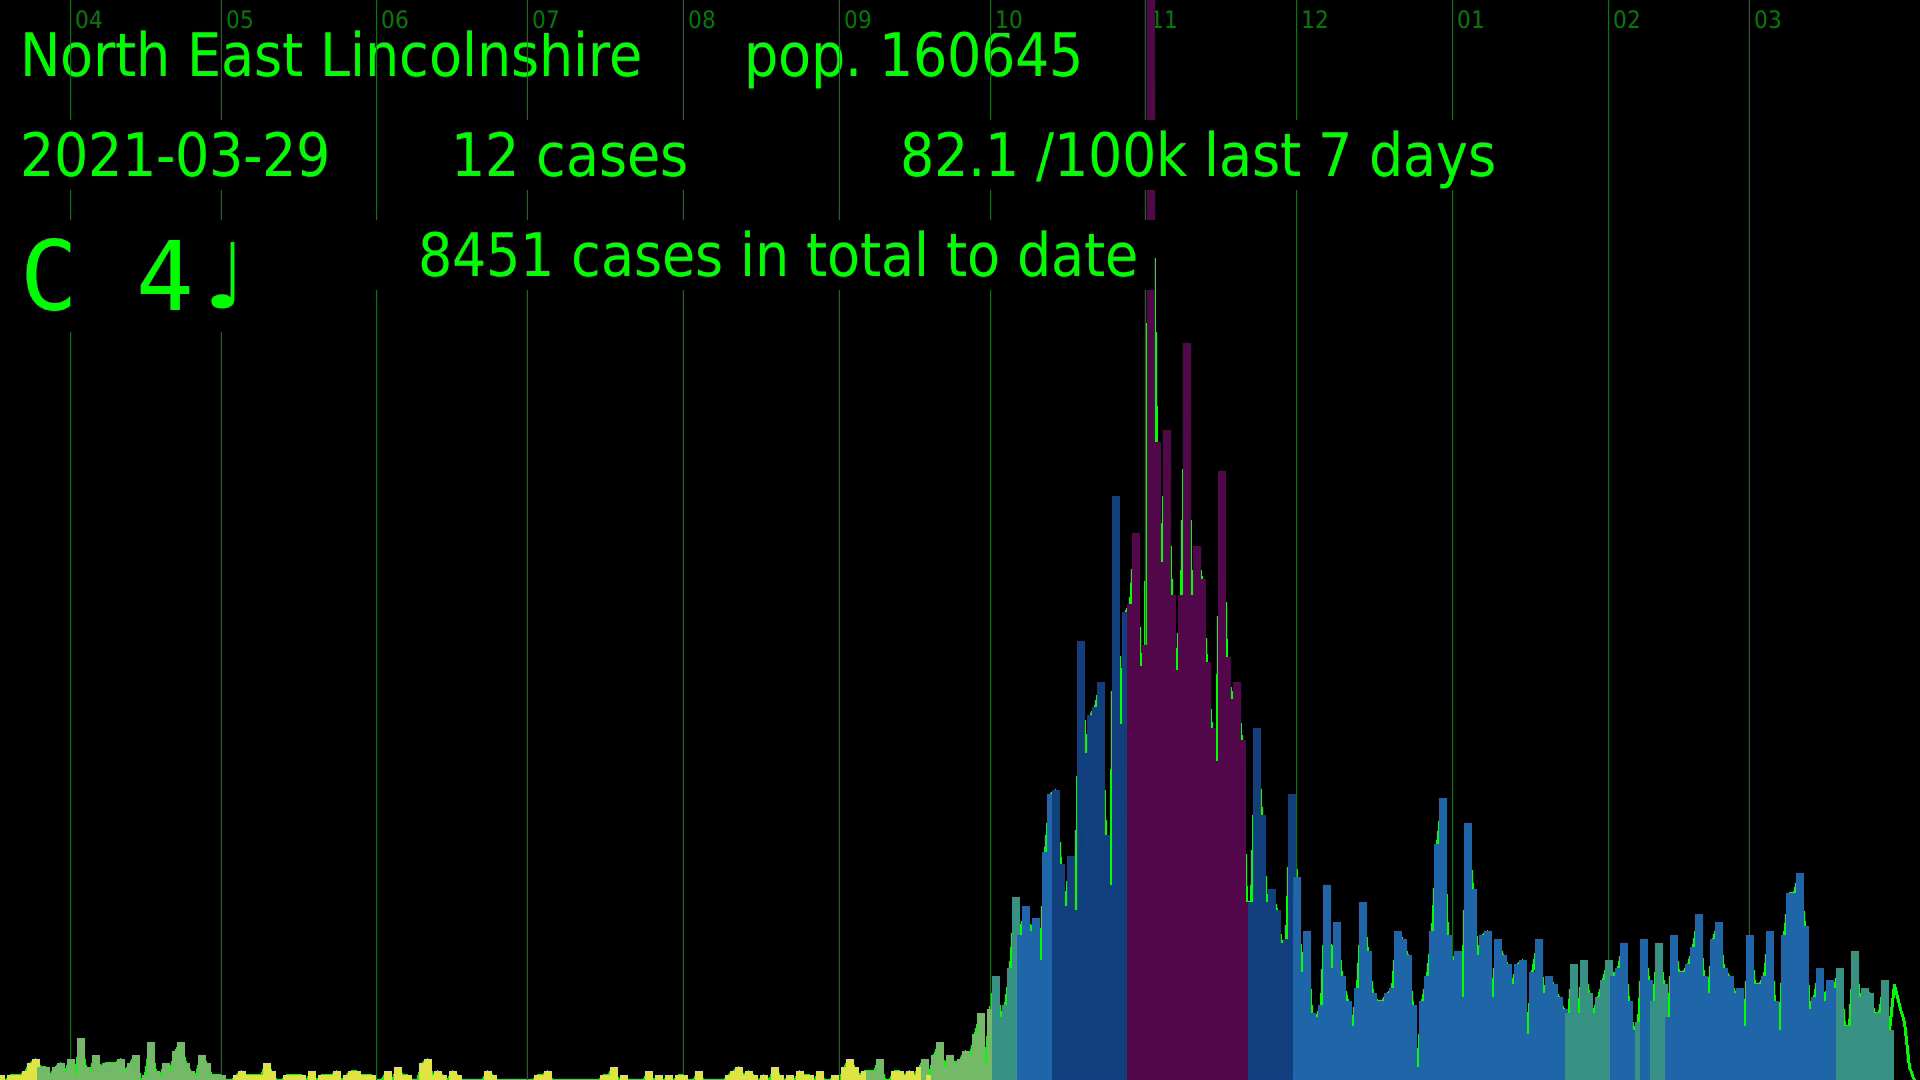 04 05 06 07 08 09 10 11 12 01 02 03
North East Lincolnshire pop. 160645
2021-03-29 12 cases 82.1 /100k last 7 days
C 4♩ 8451 cases in total to date